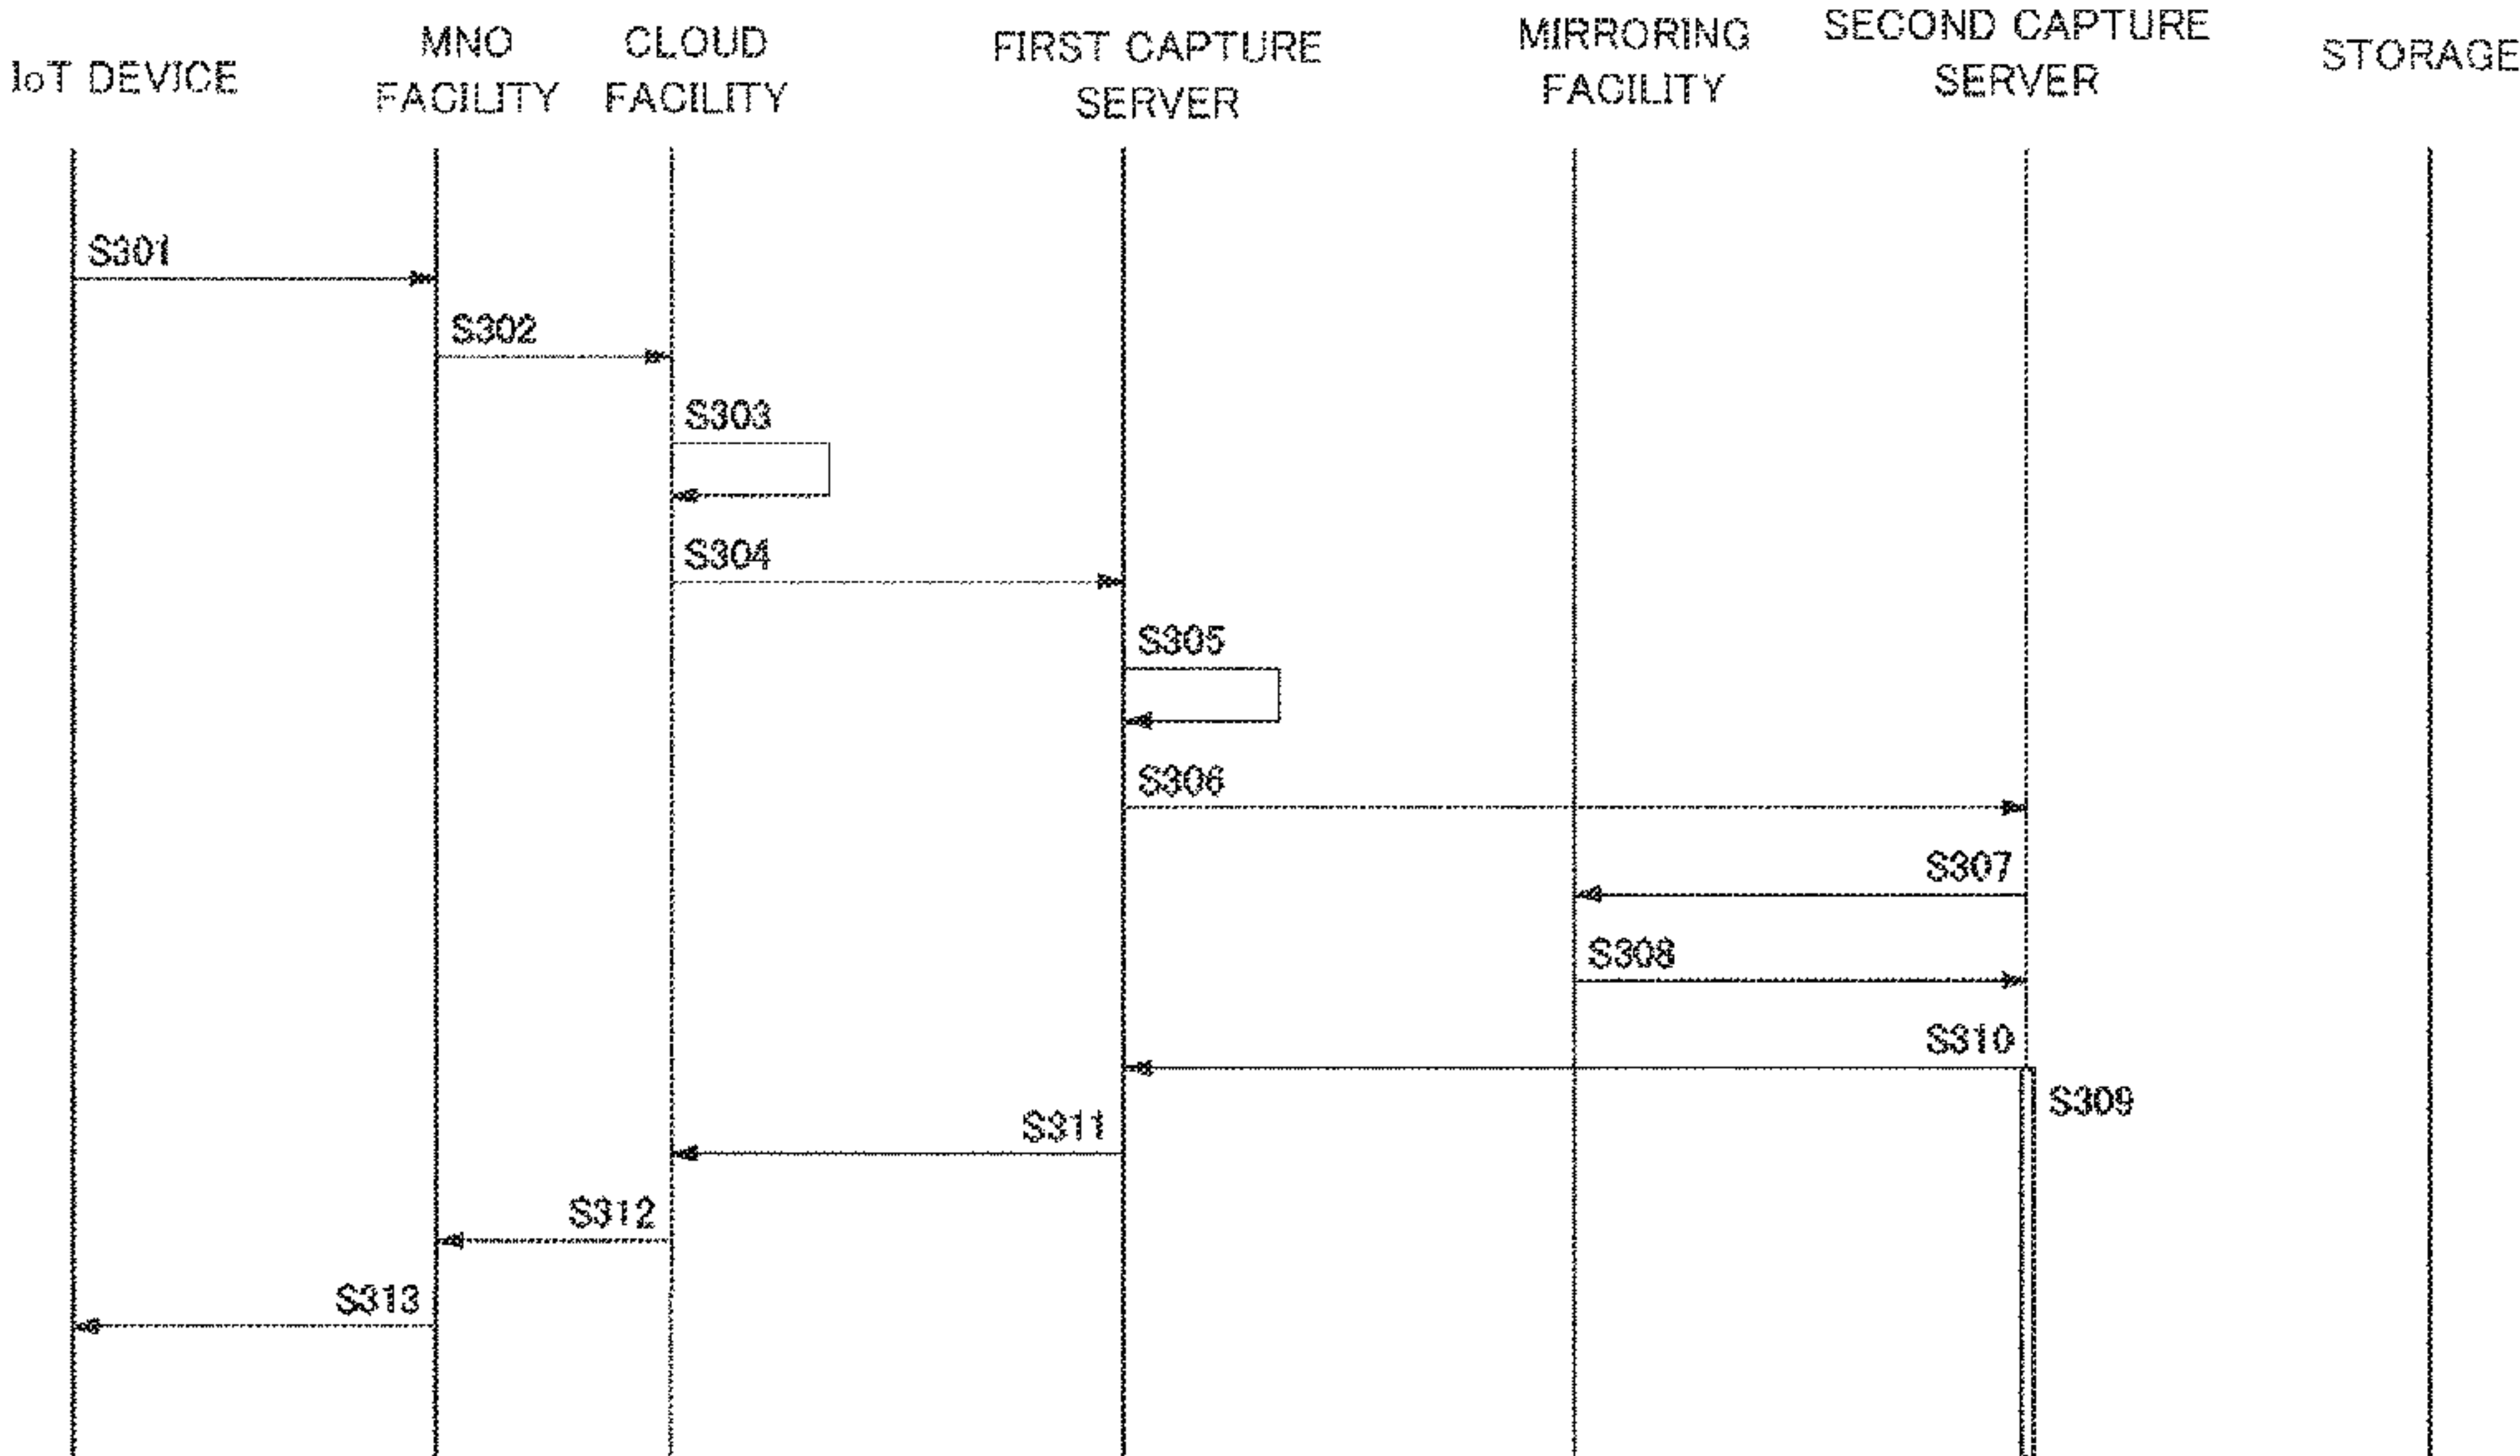 IoT DEVICE
MNO
FACILITY
CLOUD
FACILITY
FIRST CAPTURE
SERVER
MIRRORING
FACILITY
SECOND CAPTURE
SERVER
STORAGE
S301
S302
S303
S304
S305
S306
S307
S308
S310
S309
S311
S312
S313